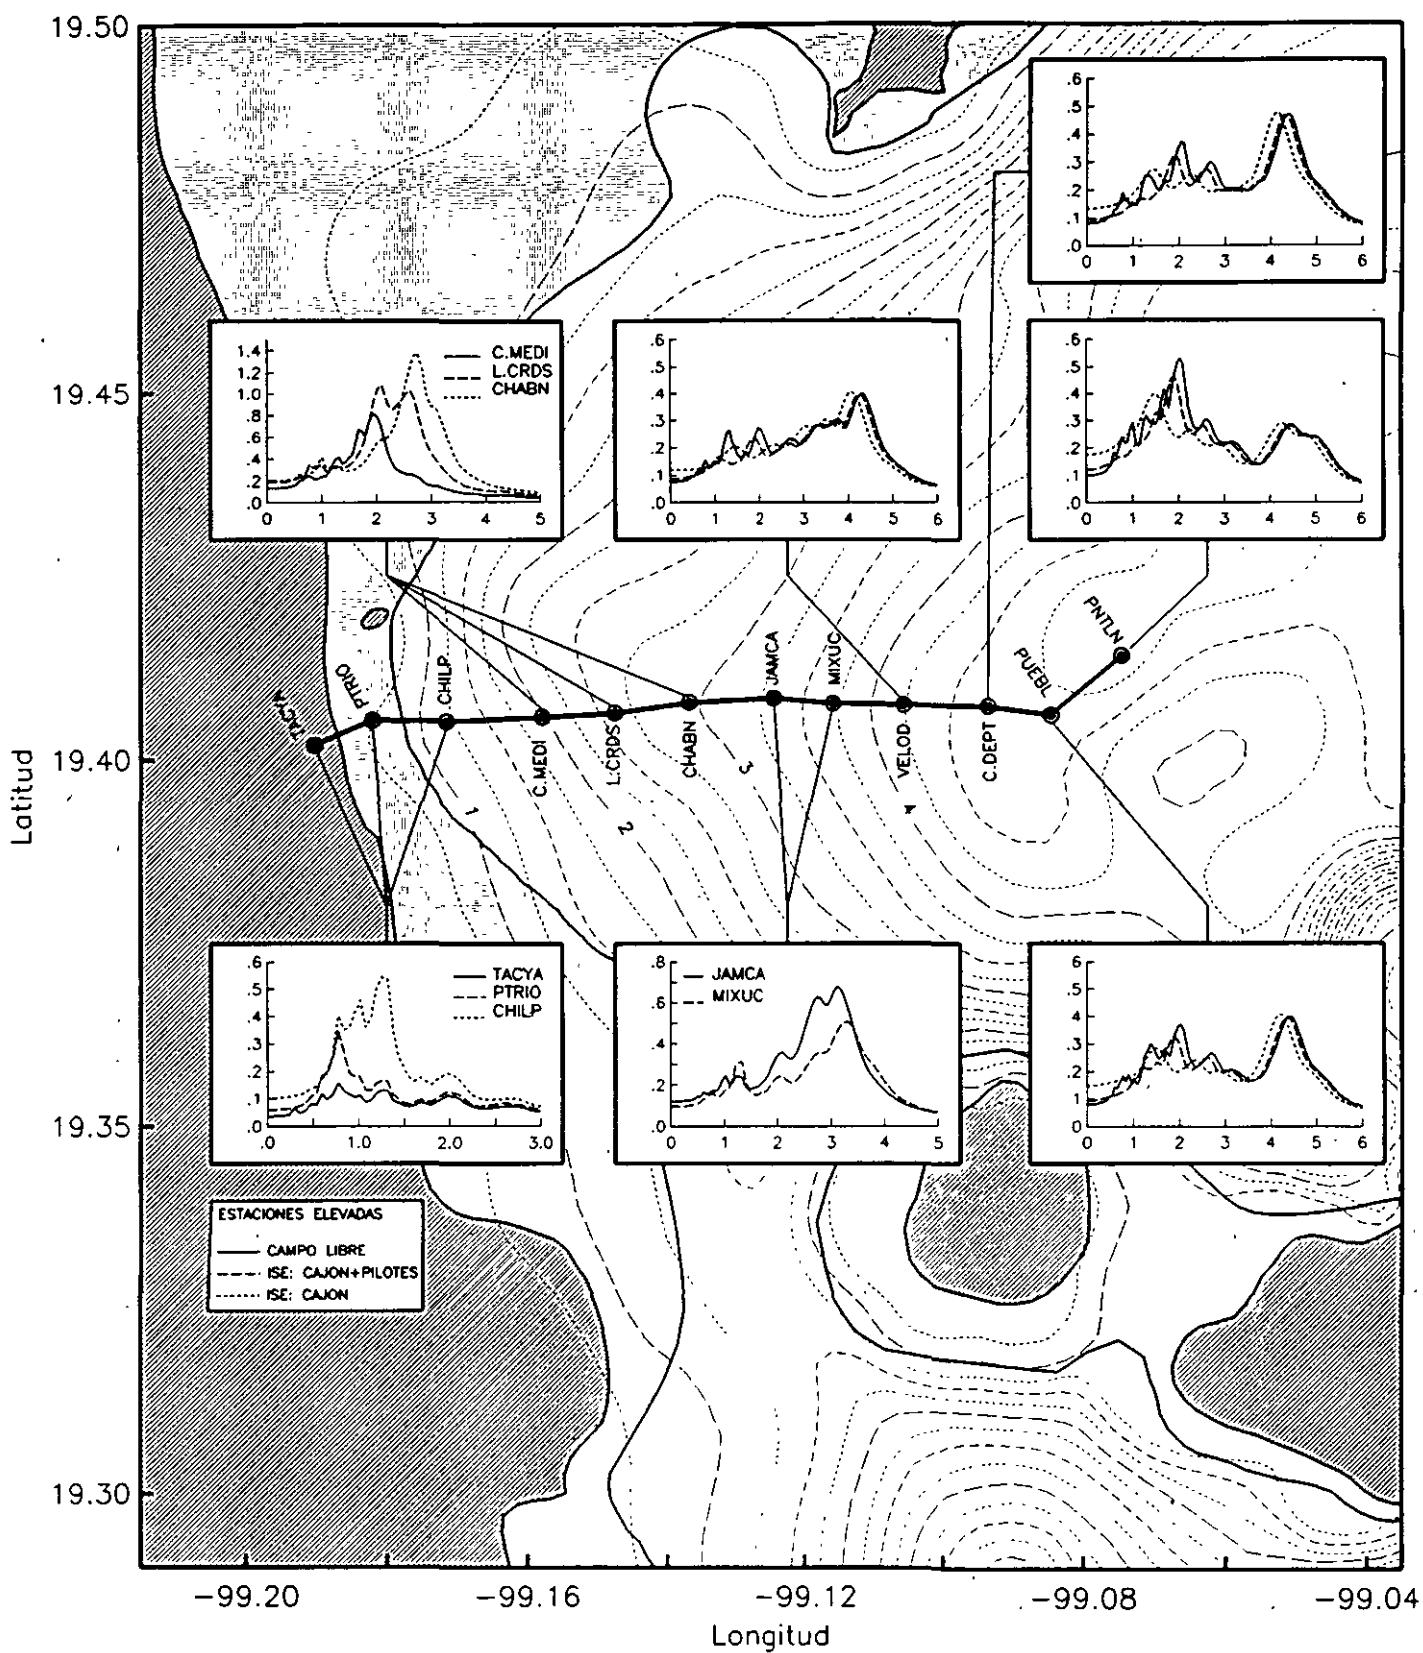 19.50
19.45
19.40
19.35
19.30
Latitud
-99.20
-99.16
-99.12
-99.08
-99.04
Longitud
.6
.5
.4
.3
.2
.1
.0
0 1 2 3 4 5 6
1.4
1.2
1.0
.8
.6
.4
.2
.0
0 1 2 3 4 5
C.MEDI
L.CRDS
CHABN
.6
.5
.4
.3
.2
.1
.0
0 1 2 3 4 5 6
.6
.5
.4
.3
.2
.1
.0
0 1 2 3 4 5 6
TACYA
PTRIO
CHILP
C.MEDI
L.CRDS
CHABN
JAMCA
MIXUC
VELOD
C.DEPT
PUEBL
PNTLN
1
2
3
4
.6
.5
.4
.3
.2
.1
.0
.0 1.0 2.0 3.0
TACYA
PTRIO
CHILP
.8
.6
.4
.2
.0
0 1 2 3 4 5
JAMCA
MIXUC
.6
.5
.4
.3
.2
.1
.0
0 1 2 3 4 5 6
ESTACIONES ELEVADAS
CAMPO LIBRE
ISE: CAJON+PILOTES
ISE: CAJON